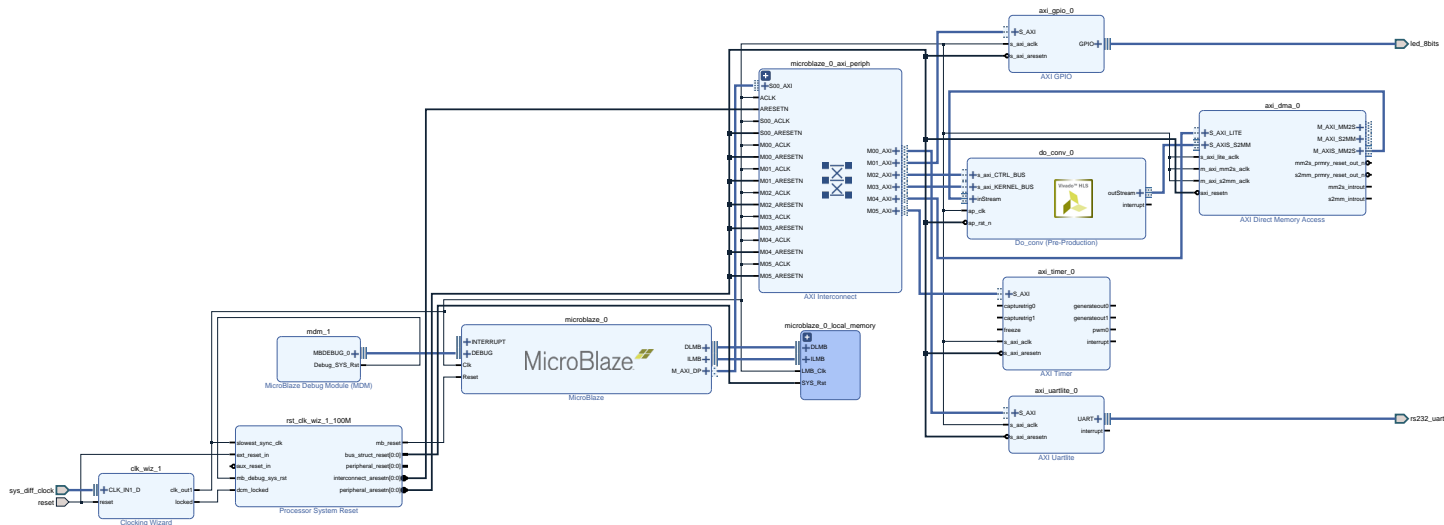 axi_gpio_0
S_AXI
s_axi_aclk
s_axi_aresetn
GPIO
AXI GPIO
led_8bits
microblaze_0_axi_periph
S00_AXI
ACLK
ARESETN
S00_ACLK
S00_ARESETN
M00_ACLK
M00_ARESETN
M01_ACLK
M01_ARESETN
M02_ACLK
M02_ARESETN
M03_ACLK
M03_ARESETN
M04_ACLK
M04_ARESETN
M05_ACLK
M05_ARESETN
M00_AXI
M01_AXI
M02_AXI
M03_AXI
M04_AXI
M05_AXI
AXI Interconnect
axi_dma_0
S_AXI_LITE
S_AXIS_S2MM
s_axi_lite_aclk
m_axi_mm2s_aclk
m_axi_s2mm_aclk
axi_resetn
M_AXI_MM2S
M_AXI_S2MM
M_AXIS_MM2S
mm2s_prmry_reset_out_n
s2mm_prmry_reset_out_n
mm2s_introut
s2mm_introut
AXI Direct Memory Access
do_conv_0
s_axi_CTRL_BUS
s_axi_KERNEL_BUS
inStream
ap_clk
ap_rst_n
Vivado™ HLS
outStream
interrupt
Do_conv (Pre-Production)
axi_timer_0
S_AXI
capturetrig0
capturetrig1
freeze
s_axi_aclk
s_axi_aresetn
generateout0
generateout1
pwm0
interrupt
AXI Timer
mdm_1
MBDEBUG_0
Debug_SYS_Rst
MicroBlaze Debug Module (MDM)
microblaze_0
INTERRUPT
DEBUG
Clk
Reset
MicroBlaze
DLMB
ILMB
M_AXI_DP
MicroBlaze
microblaze_0_local_memory
DLMB
ILMB
LMB_Clk
SYS_Rst
axi_uartlite_0
S_AXI
s_axi_aclk
s_axi_aresetn
UART
interrupt
AXI Uartlite
rs232_uart
rst_clk_wiz_1_100M
slowest_sync_clk
ext_reset_in
aux_reset_in
mb_debug_sys_rst
dcm_locked
mb_reset
bus_struct_reset[0:0]
peripheral_reset[0:0]
interconnect_aresetn[0:0]
peripheral_aresetn[0:0]
Processor System Reset
clk_wiz_1
CLK_IN1_D
reset
clk_out1
locked
Clocking Wizard
sys_diff_clock
reset